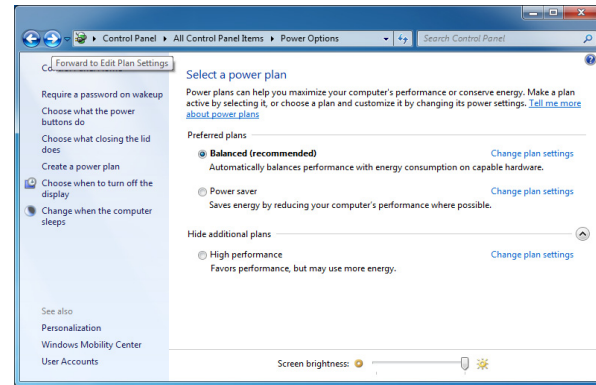 Control Panel ▸ All Control Panel Items ▸ Power Options
Search Control Panel
Forward to Edit Plan Settings
Require a password on wakeup
Choose what the power
buttons do
Choose what closing the lid
does
Create a power plan
Choose when to turn off the
display
Change when the computer
sleeps
See also
Personalization
Windows Mobility Center
User Accounts
Select a power plan
Power plans can help you maximize your computer's performance or conserve energy. Make a plan
active by selecting it, or choose a plan and customize it by changing its power settings. Tell me more
about power plans
Preferred plans
Balanced (recommended) Change plan settings
Automatically balances performance with energy consumption on capable hardware.
Power saver Change plan settings
Saves energy by reducing your computer's performance where possible.
Hide additional plans
High performance Change plan settings
Favors performance, but may use more energy.
Screen brightness: